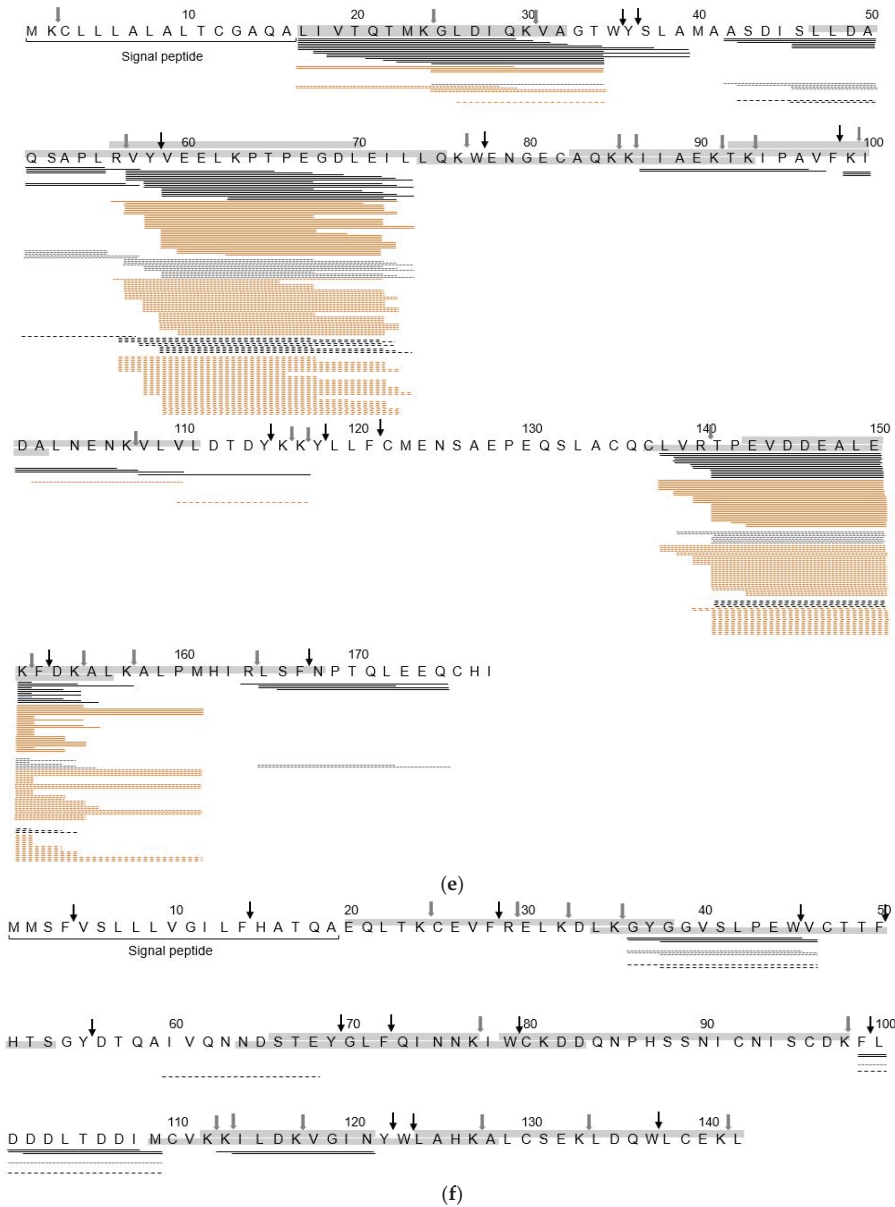 10 20 30 40 50
M K C L L L A L A L T C G A Q A L I V T Q T M K G L D I Q K V A G T W Y S L A M A A S D I S L L D A
Signal peptide
60 70 80 90 100
Q S A P L R V Y V E E L K P T P E G D L E I L L Q K W E N G E C A Q K K I I A E K T K I P A V F K I
110 120 130 140 150
D A L N E N K V L V L D T D Y K K Y L L F C M E N S A E P E Q S L A C Q C L V R T P E V D D E A L E
160 170
K F D K A L K A L P M H I R L S F N P T Q L E E Q C H I
(e)
10 20 30 40 50
M M S F V S L L L V G I L F H A T Q A E Q L T K C E V F R E L K D L K G Y G G V S L P E W V C T T F
Signal peptide
60 70 80 90 100
H T S G Y D T Q A I V Q N N D S T E Y G L F Q I N N K I W C K D D Q N P H S S N I C N I S C D K F L
110 120 130 140
D D D L T D D I M C V K K I L D K V G I N Y W L A H K A L C S E K L D Q W L C E K L
(f)